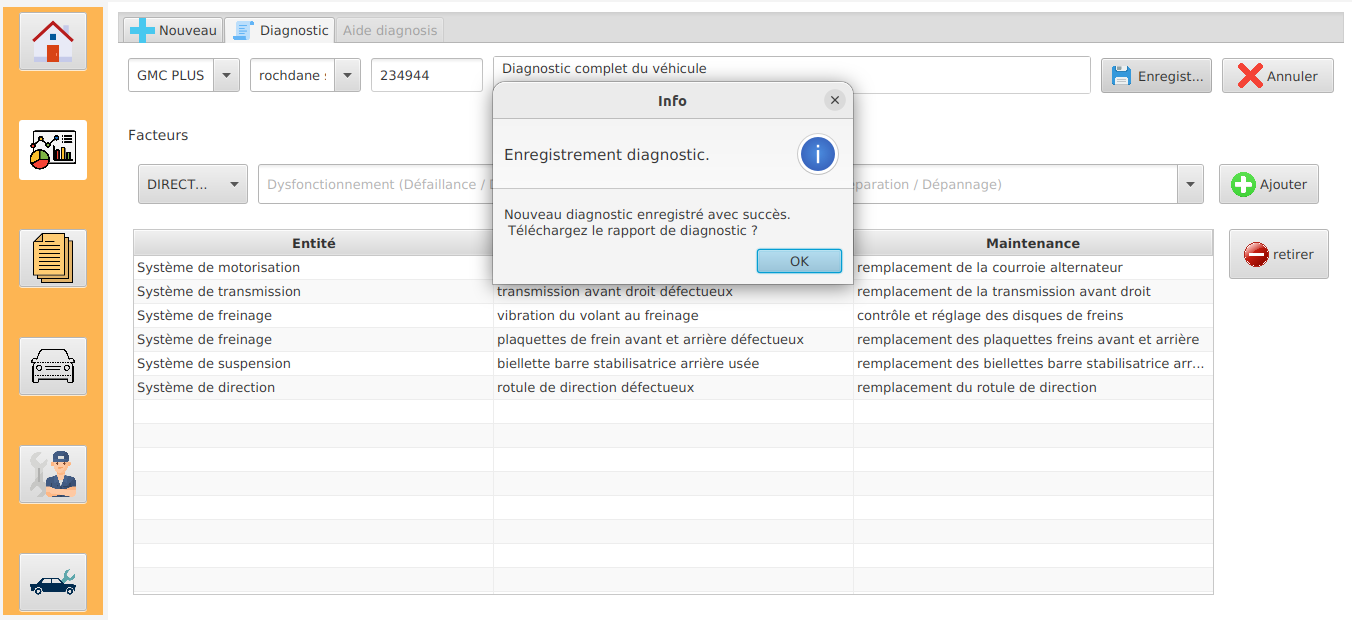 Nouveau
Diagnostic
Aide diagnosis
GMC PLUS
rochdane
234944
Diagnostic complet du véhicule
Enregist...
Annuler
Info
Enregistrement diagnostic.
Nouveau diagnostic enregistré avec succès.
Téléchargez le rapport de diagnostic ?
OK
Facteurs
DIRECT...
Dysfonctionnement (Défaillance /
/ Dépannage)
Ajouter
Entité
Maintenance
retirer
Système de motorisation
remplacement de la courroie alternateur
Système de transmission
transmission avant droit défectueux
remplacement de la transmission avant droit
Système de freinage
vibration du volant au freinage
contrôle et réglage des disques de freins
Système de freinage
plaquettes de frein avant et arrière défectueux
remplacement des plaquettes freins avant et arrière
Système de suspension
biellette barre stabilisatrice arrière usée
remplacement des biellettes barre stabilisatrice arr...
Système de direction
rotule de direction défectueux
remplacement du rotule de direction